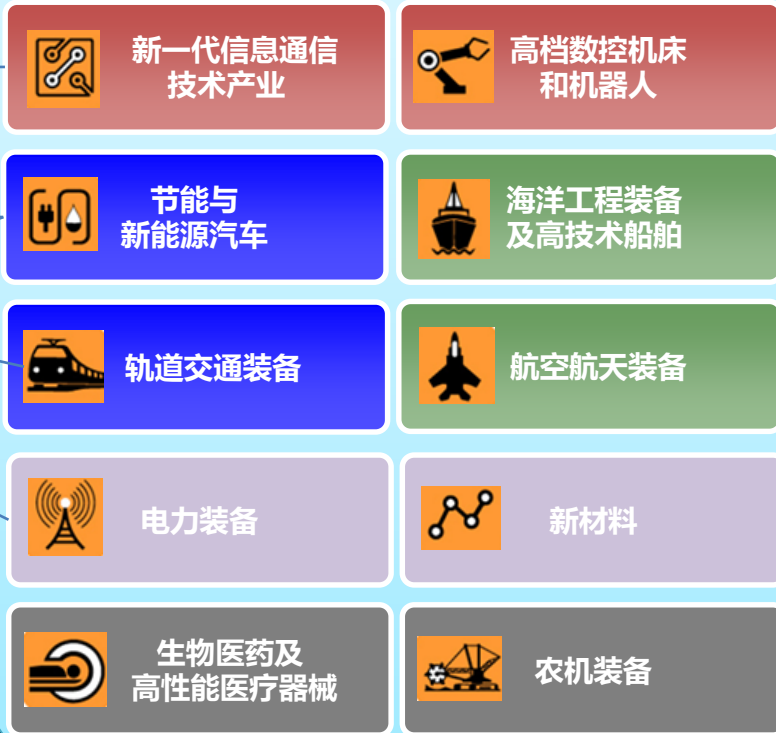 新一代信息通信
技术产业
高档数控机床
和机器人
节能与
新能源汽车
海洋工程装备
及高技术船舶
轨道交通装备
航空航天装备
电力装备
新材料
生物医药及
高性能医疗器械
农机装备